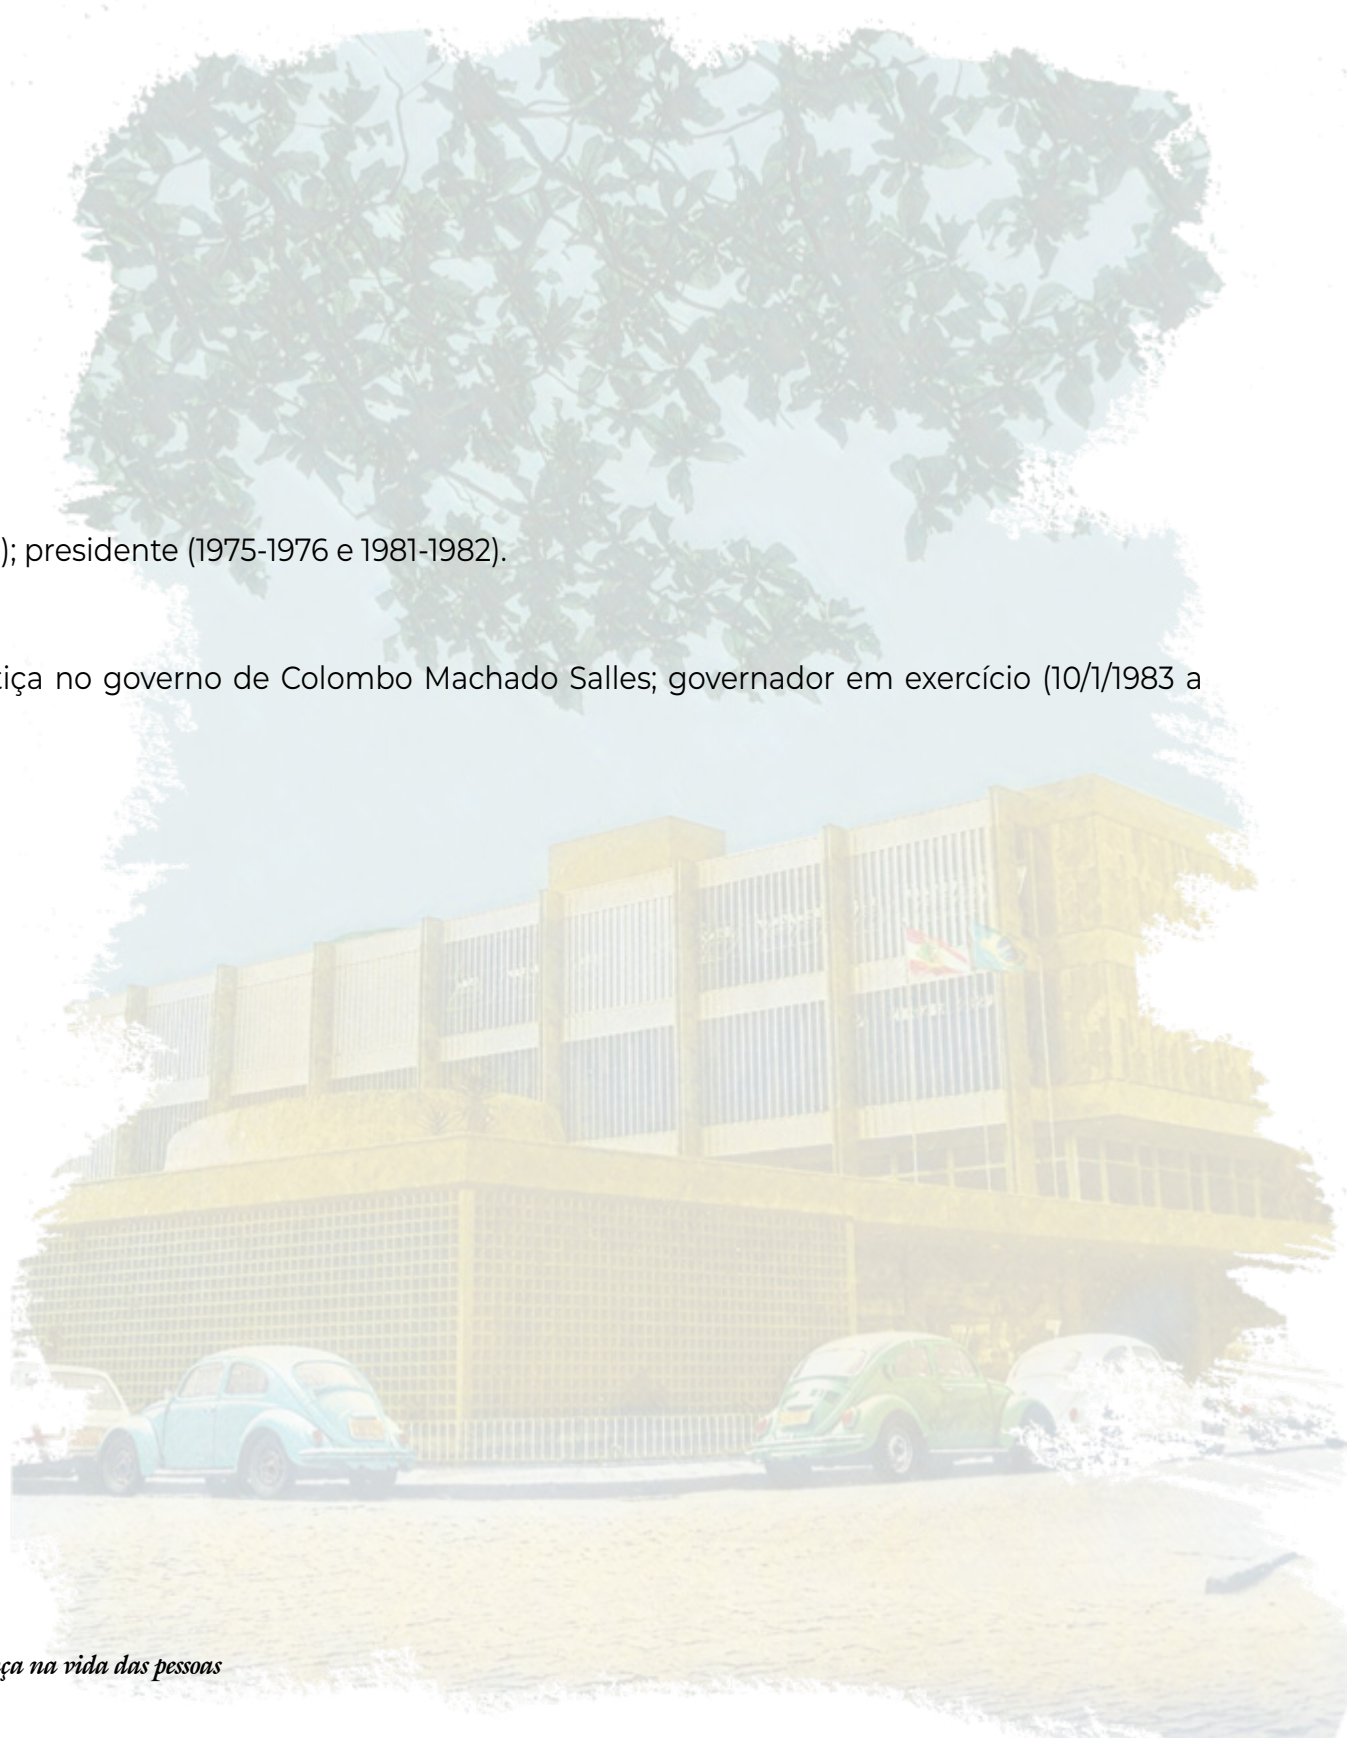 ); presidente (1975-1976 e 1981-1982).
tiça no governo de Colombo Machado Salles; governador em exercício (10/1/1983 a
ça na vida das pessoas